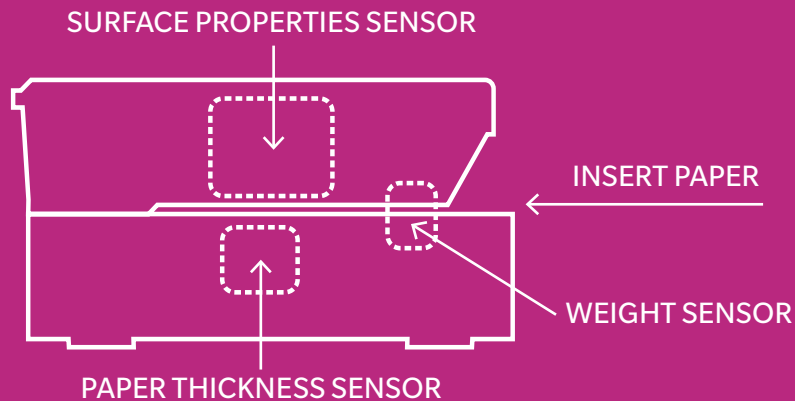 SURFACE PROPERTIES SENSOR
INSERT PAPER
WEIGHT SENSOR
PAPER THICKNESS SENSOR